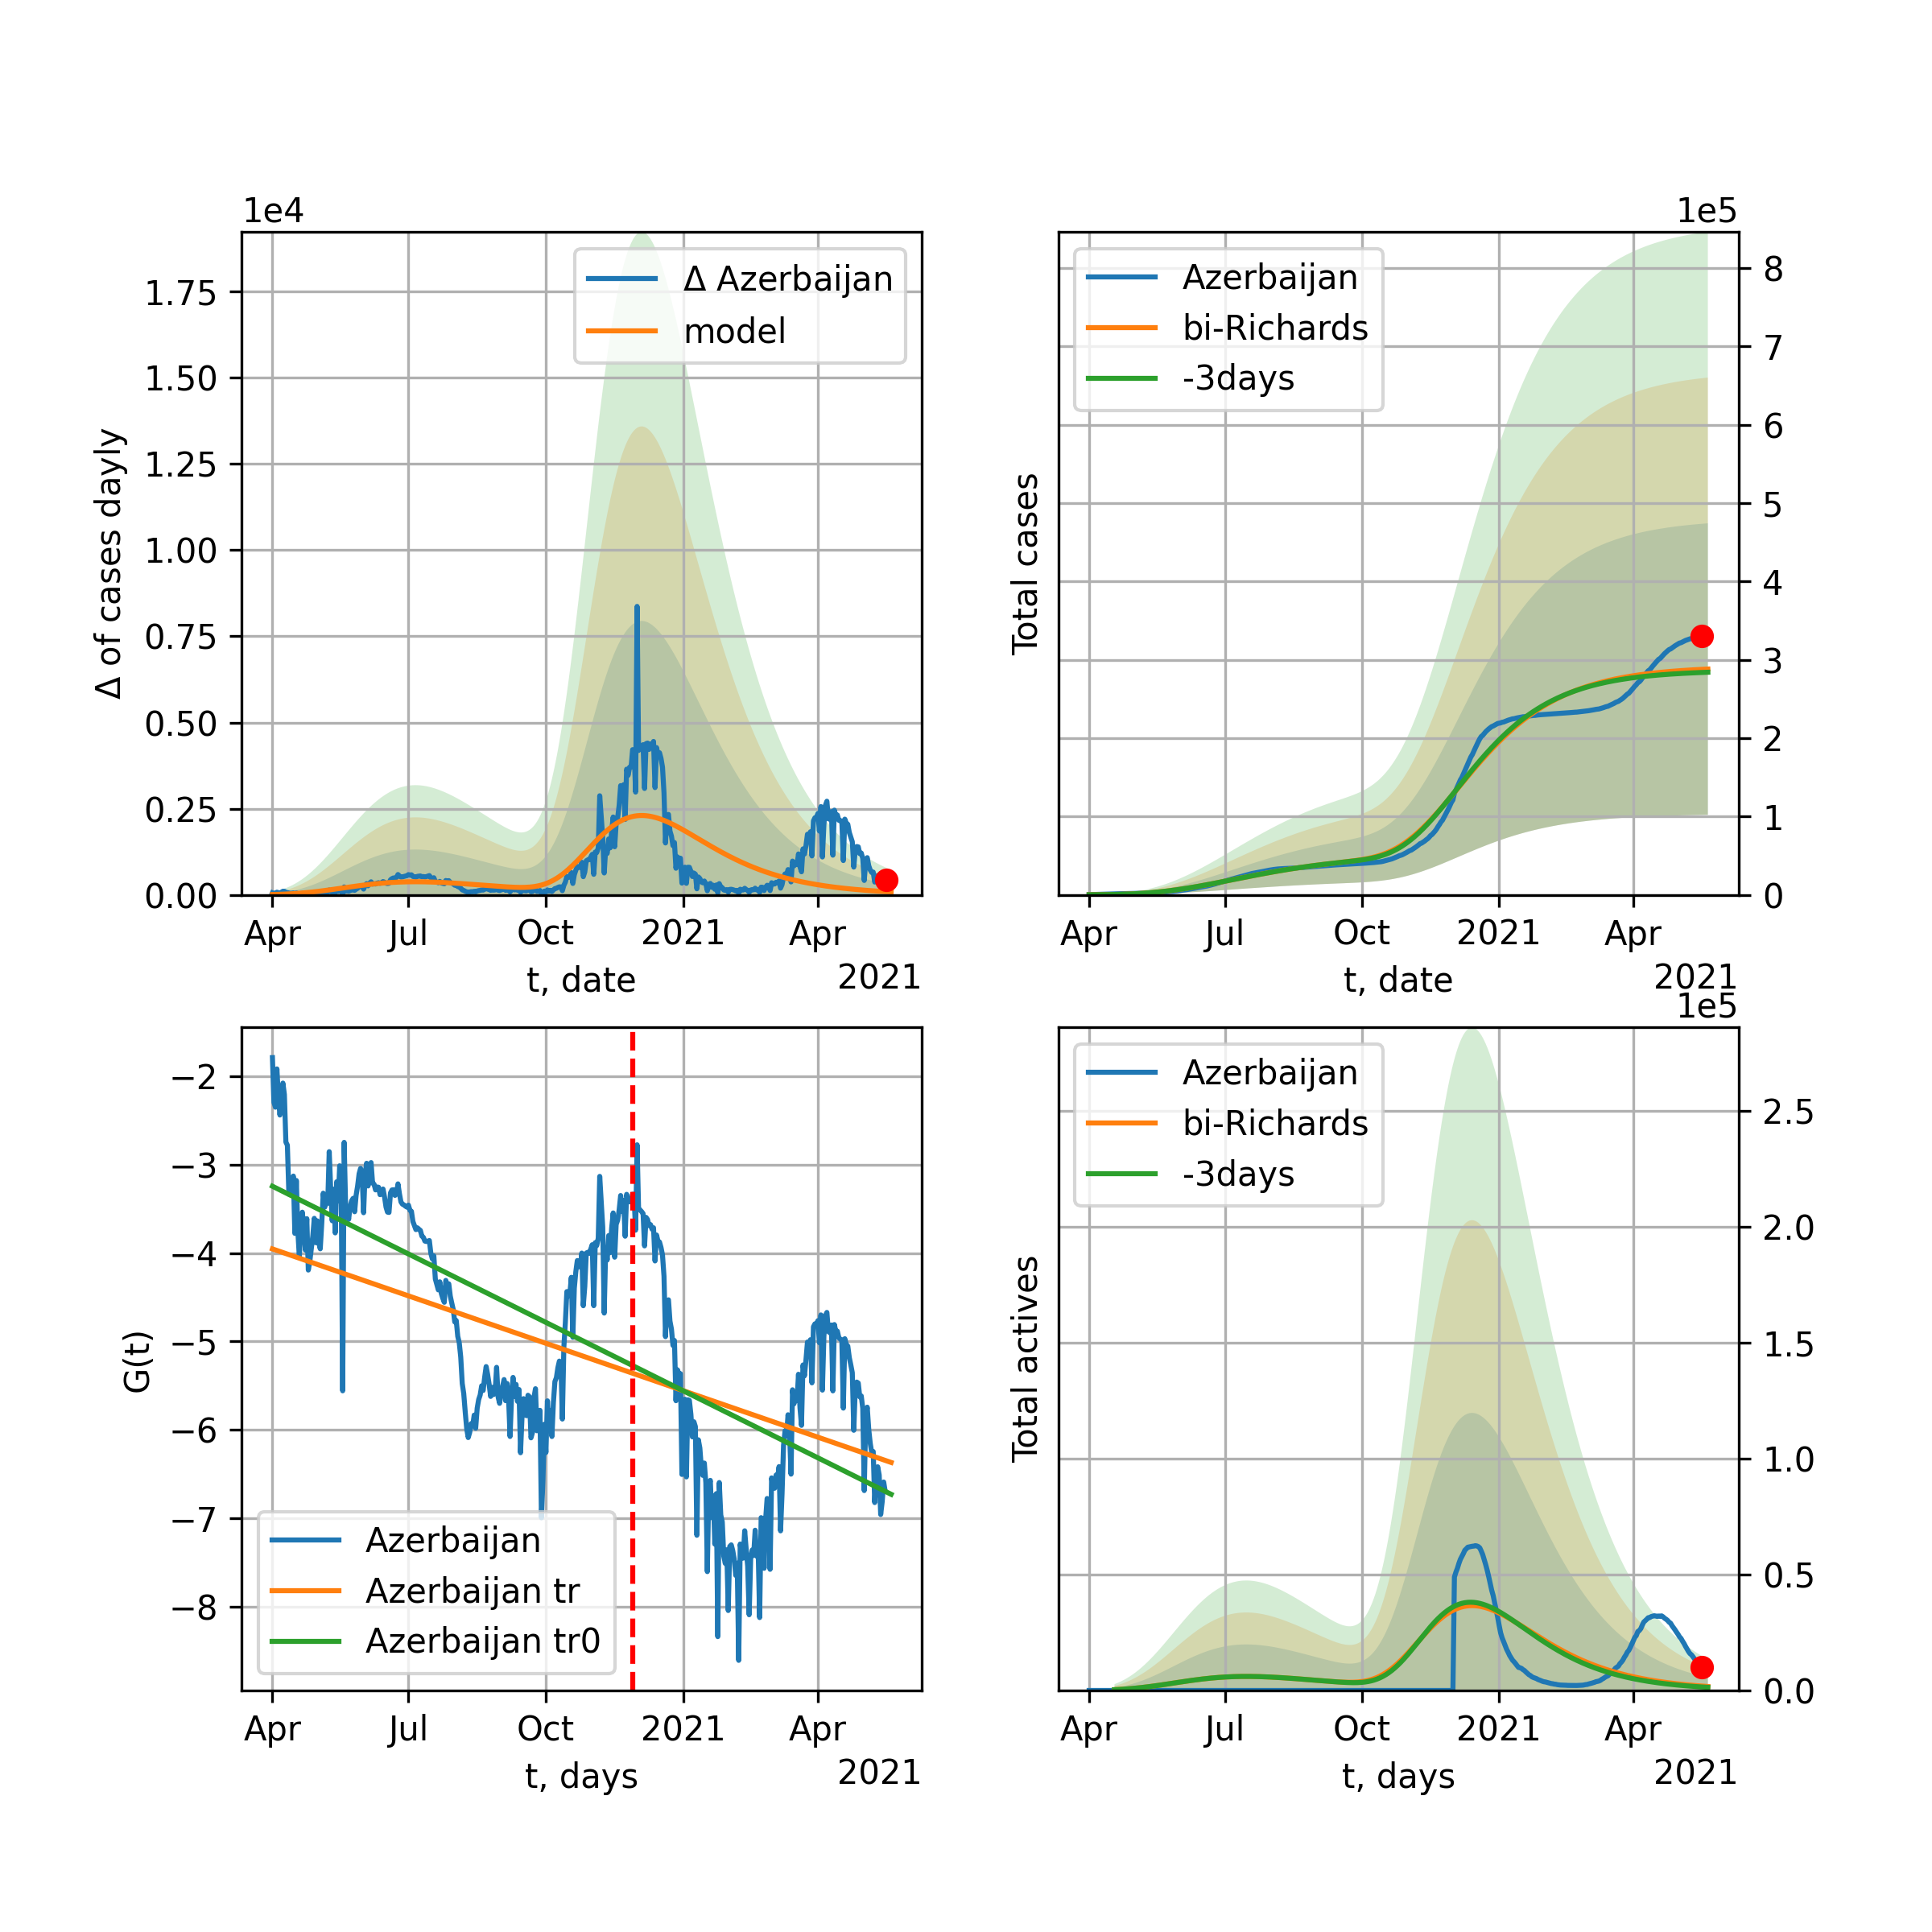 1e4
Δ of cases dayly
1.75
1.50
1.25
1.00
0.75
0.50
0.25
0.00
Δ Azerbaijan
model
Apr
Jul
Oct
2021
Apr
t, date
2021
1e5
Total cases
Azerbaijan
bi-Richards
-3days
8
7
6
5
4
3
2
1
0
Apr
Jul
Oct
2021
Apr
t, date
2021
G(t)
−2
−3
−4
−5
−6
−7
−8
Azerbaijan
Azerbaijan tr
Azerbaijan tr0
Apr
Jul
Oct
2021
Apr
t, days
2021
1e5
Total actives
Azerbaijan
bi-Richards
-3days
2.5
2.0
1.5
1.0
0.5
0.0
Apr
Jul
Oct
2021
Apr
t, days
2021